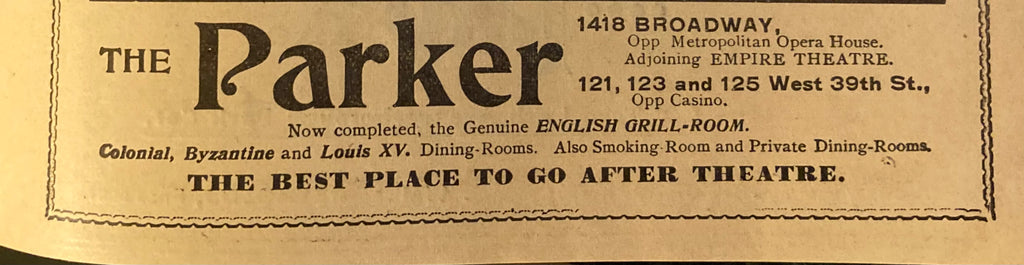 THE Parker
1418 BROADWAY,
Opp Metropolitan Opera House.
Adjoining EMPIRE THEATRE.
121, 123 and 125 West 39th St.,
Opp Casino.
Now completed, the Genuine ENGLISH GRILL-ROOM.
Colonial, Byzantine and Louis XV. Dining-Rooms. Also Smoking Room and Private Dining-Rooms.
THE BEST PLACE TO GO AFTER THEATRE.